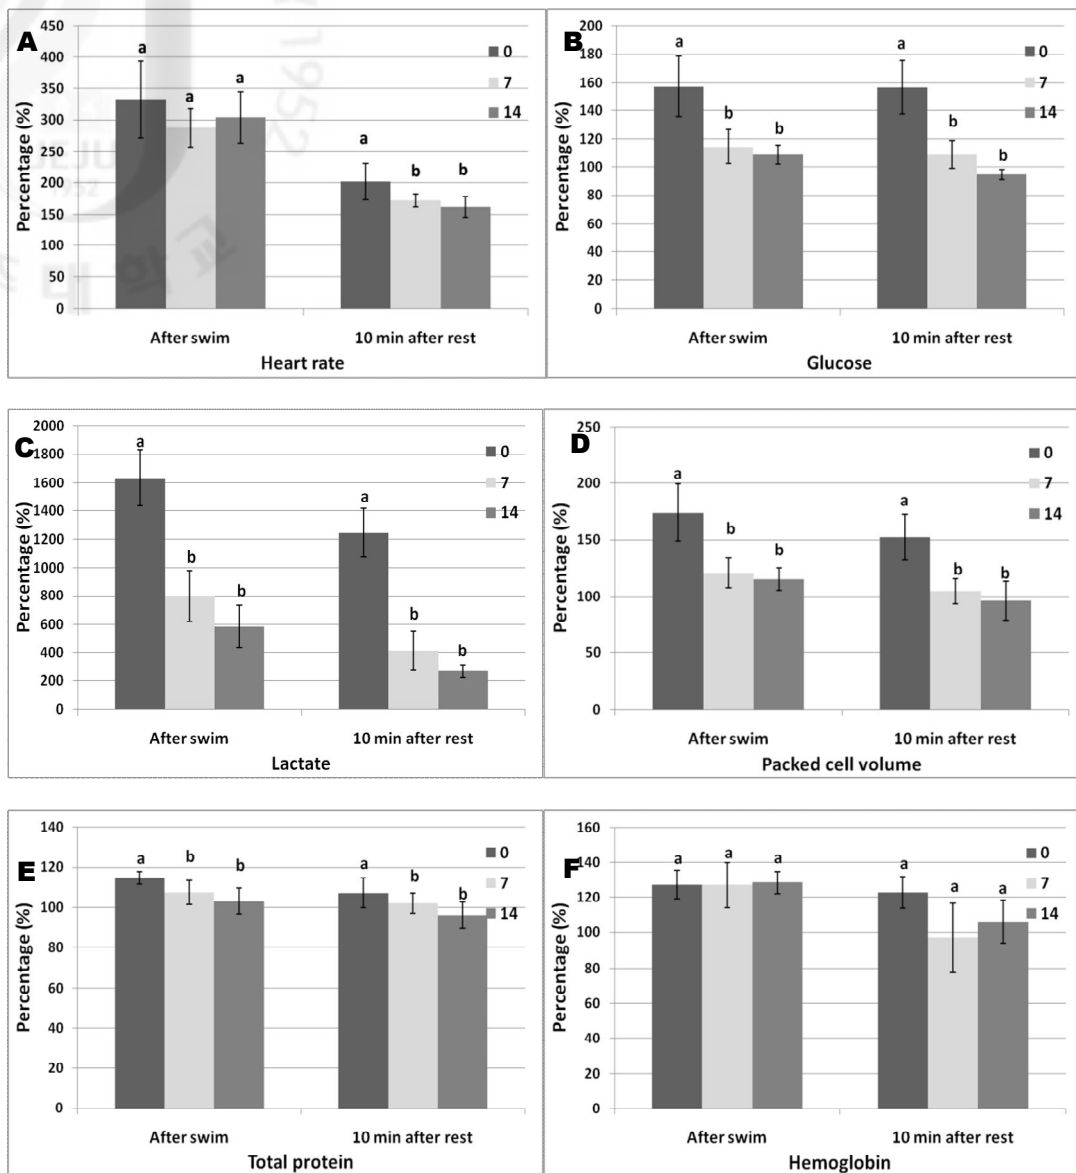 A
Percentage (%)
450
400
350
300
250
200
150
100
50
0
a
a
a
a
b
b
0
7
14
After swim
10 min after rest
Heart rate
B
Percentage (%)
200
180
160
140
120
100
80
60
40
20
0
a
b
b
a
b
b
0
7
14
After swim
10 min after rest
Glucose
C
Percentage (%)
2000
1800
1600
1400
1200
1000
800
600
400
200
0
a
b
b
a
b
b
0
7
14
After swim
10 min after rest
Lactate
D
Percentage (%)
250
200
150
100
50
0
a
b
b
a
b
b
0
7
14
After swim
10 min after rest
Packed cell volume
E
Percentage (%)
140
120
100
80
60
40
20
0
a
b
b
a
b
b
0
7
14
After swim
10 min after rest
Total protein
F
Percentage (%)
160
140
120
100
80
60
40
20
0
a
a
a
a
a
a
0
7
14
After swim
10 min after rest
Hemoglobin
JEJU
1952
1952